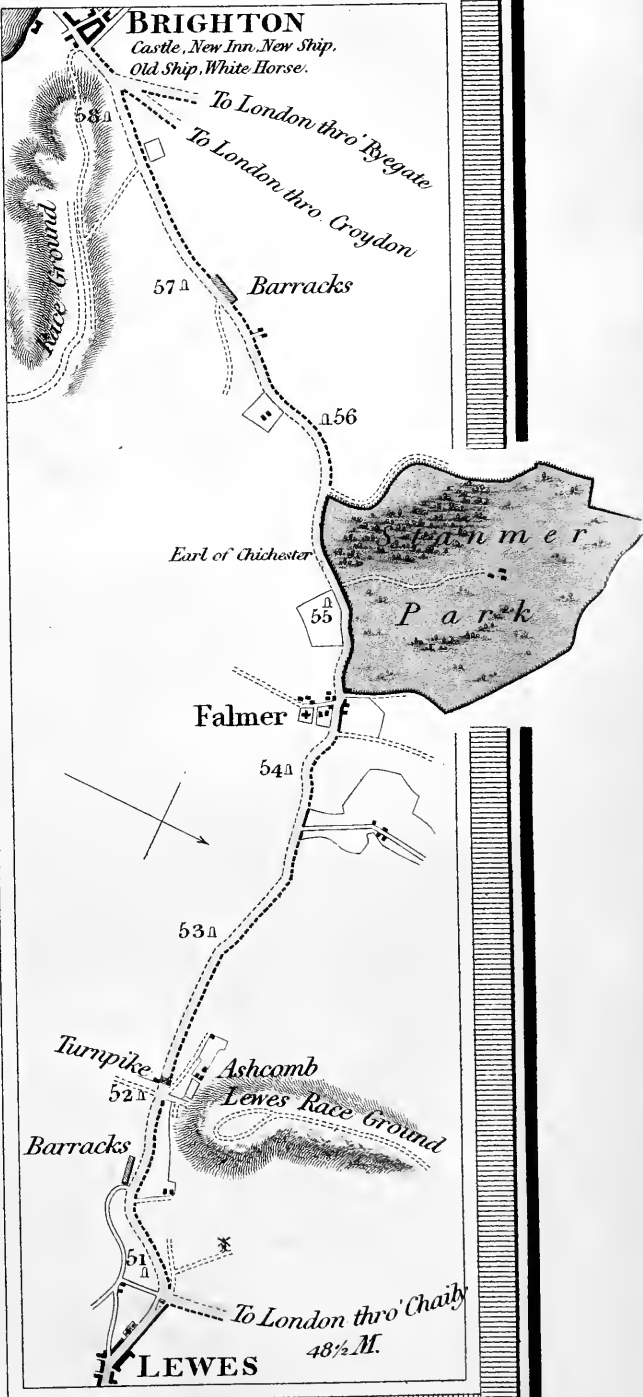 BRIGHTON
Castle, New Inn, New Ship,
Old Ship, White Horse.
To London thro' Ryegate
58
To London thro Croydon
Race Ground
57
Barracks
56
Stanmer
Earl of Chichester
Park
55
Falmer
54
53
Turnpike
Ashcomb
52
Lewes Race Ground
Barracks
51
To London thro' Chaily
48½ M.
LEWES